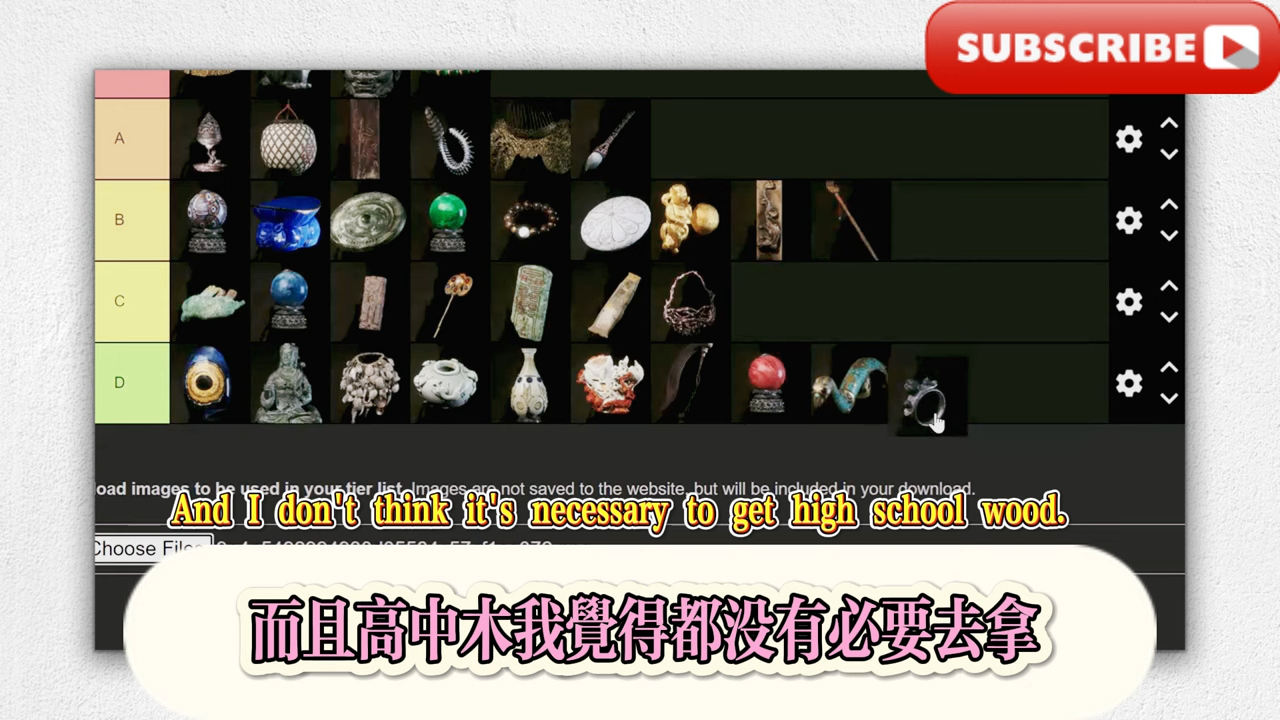 SUBSCRIBE
A
B
C
D
oad images to be used in your tier list. Images are not saved to the website, but will be included in your download.
And I don't think it's necessary to get high school wood.
Choose Files
而且高中木我覺得都没有必要去拿